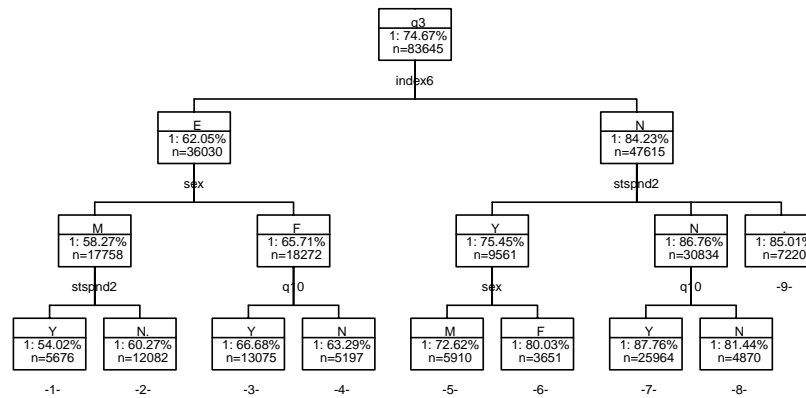 q3
1: 74.67%
n=83645
index6
E
1: 62.05%
n=36030
N
1: 84.23%
n=47615
sex
stspnd2
M
1: 58.27%
n=17758
F
1: 65.71%
n=18272
Y
1: 75.45%
n=9561
N
1: 86.76%
n=30834
.
1: 85.01%
n=7220
stspnd2
q10
sex
q10
-9-
Y
1: 54.02%
n=5676
N.
1: 60.27%
n=12082
Y
1: 66.68%
n=13075
N
1: 63.29%
n=5197
M
1: 72.62%
n=5910
F
1: 80.03%
n=3651
Y
1: 87.76%
n=25964
N
1: 81.44%
n=4870
-1-
-2-
-3-
-4-
-5-
-6-
-7-
-8-